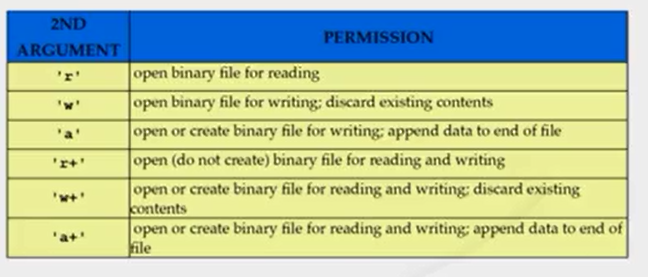 2ND
ARGUMENT
PERMISSION
'r'
open binary file for reading
'w'
open binary file for writing; discard existing contents
'a'
open or create binary file for writing; append data to end of file
'r+'
open (do not create) binary file for reading and writing
'w+'
open or create binary file for reading and writing; discard existing
contents
'a+'
open or create binary file for reading and writing; append data to end of
file